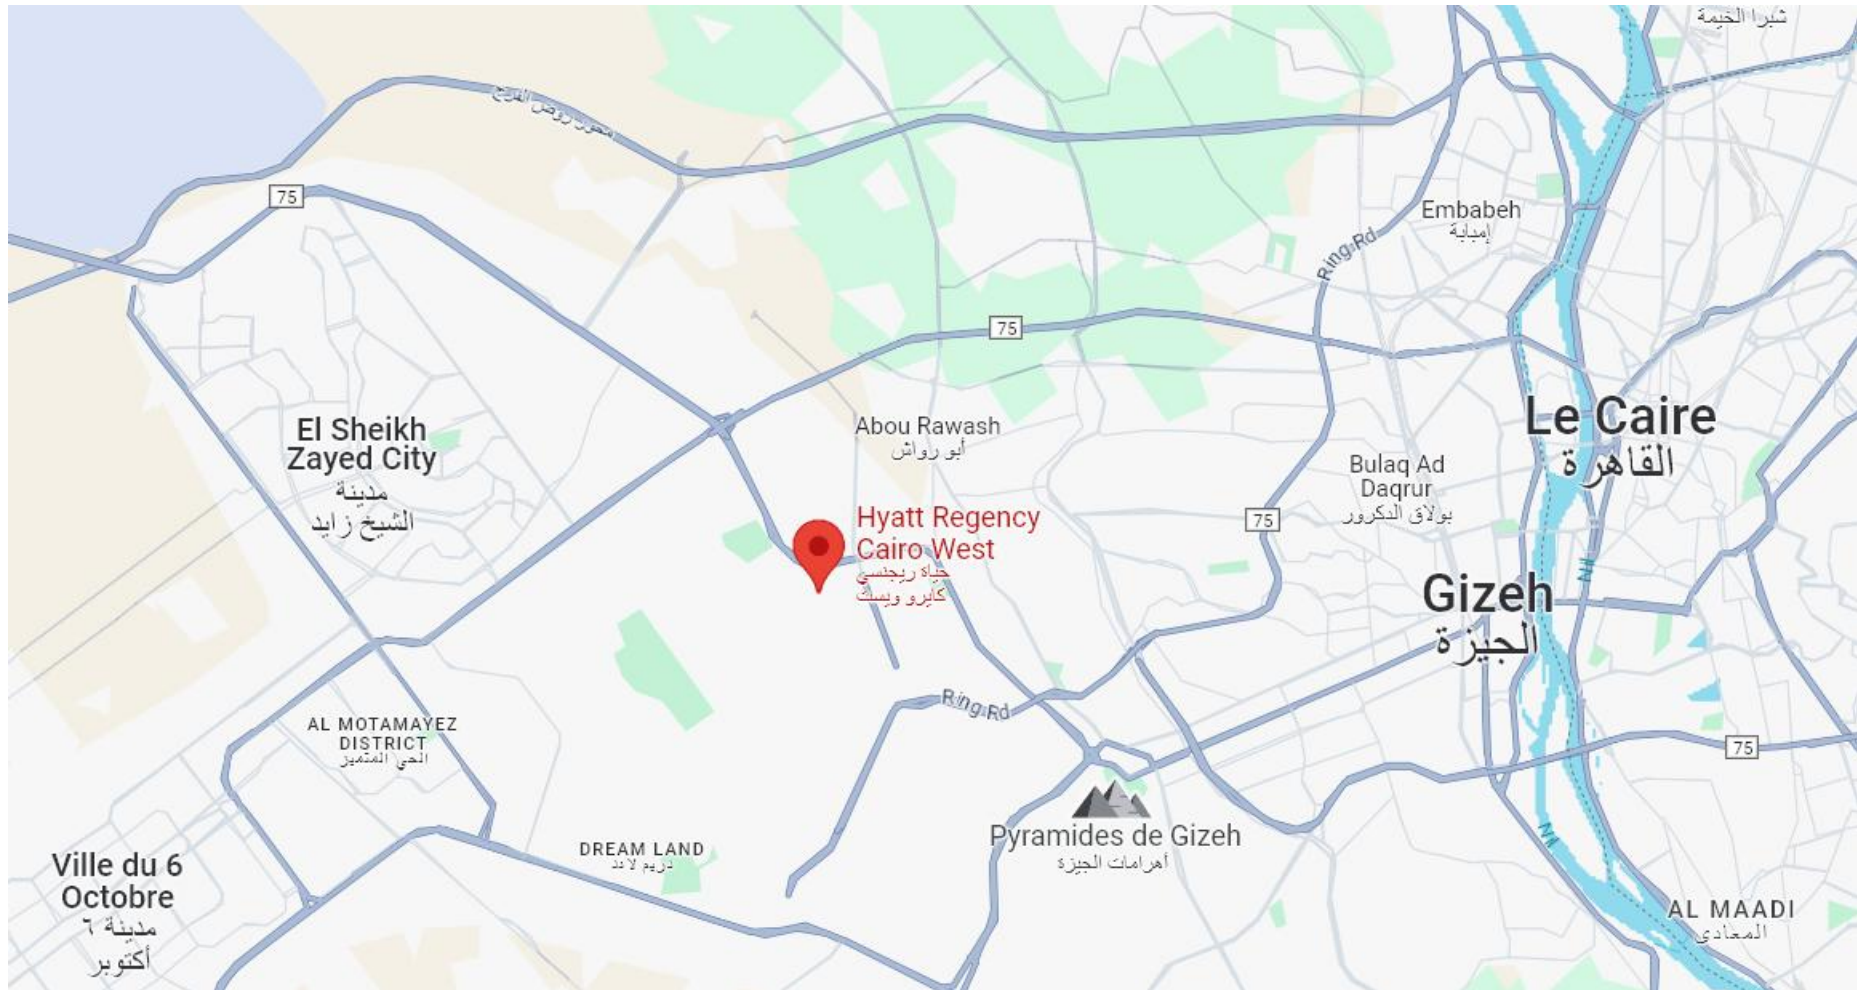 شبرا الخيمة
محور روض الفرج
75
Embabeh
إمبابة
Ring Rd
75
El Sheikh
Zayed City
مدينة
الشيخ زايد
Abou Rawash
أبو رواش
Le Caire
القاهرة
Bulaq Ad
Daqrur
بولاق الدكرور
75
Hyatt Regency
Cairo West
حياة ريجنسي
كايرو ويست
Nil
Gizeh
الجيزة
Ring Rd
AL MOTAMAYEZ
DISTRICT
الحي المتميز
75
Pyramides de Gizeh
أهرامات الجيزة
DREAM LAND
دريم لاند
Nil
Ville du 6
Octobre
مدينة ٦
أكتوبر
AL MAADI
المعادي